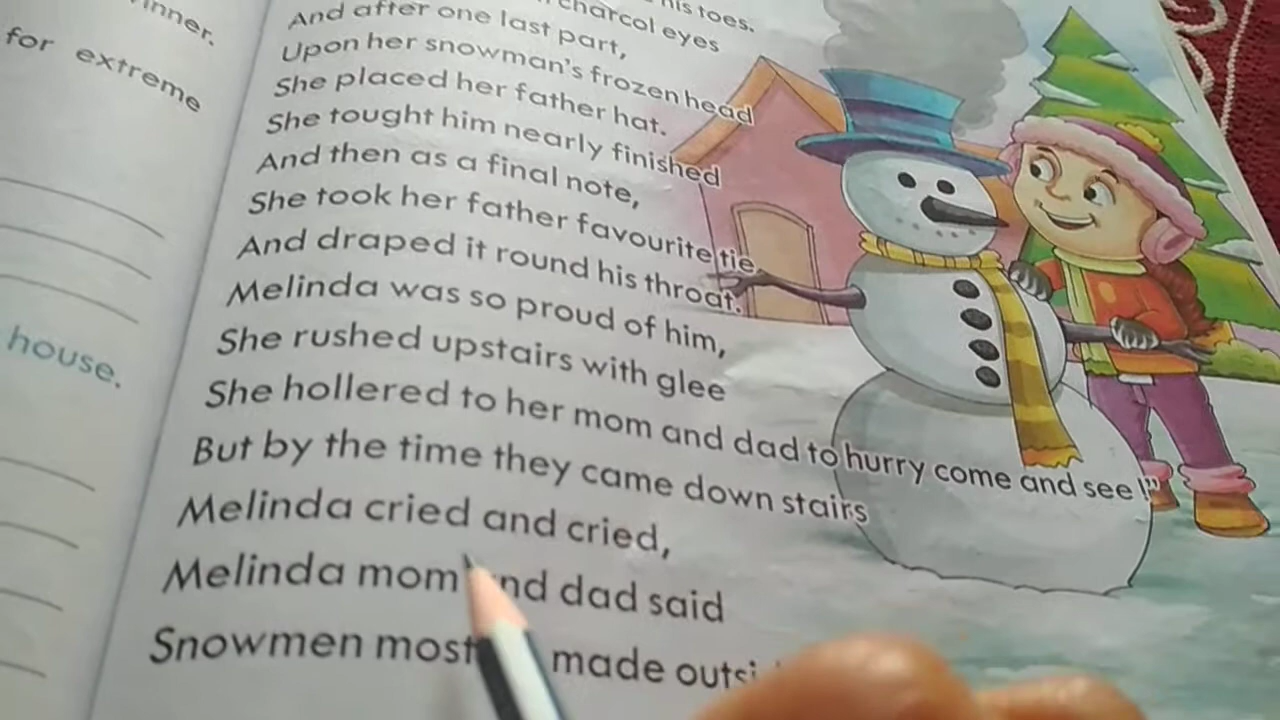 inner.
for extreme
house.
his toes.
charcol eyes
And after one last part,
Upon her snowman's frozen head
She placed her father hat.
She tought him nearly finished
And then as a final note,
She took her father favourite tie
And draped it round his throat.
Melinda was so proud of him,
She rushed upstairs with glee
She hollered to her mom and dad to hurry come and see !"
But by the time they came down stairs
Melinda cried and cried,
Melinda mom and dad said
Snowmen made